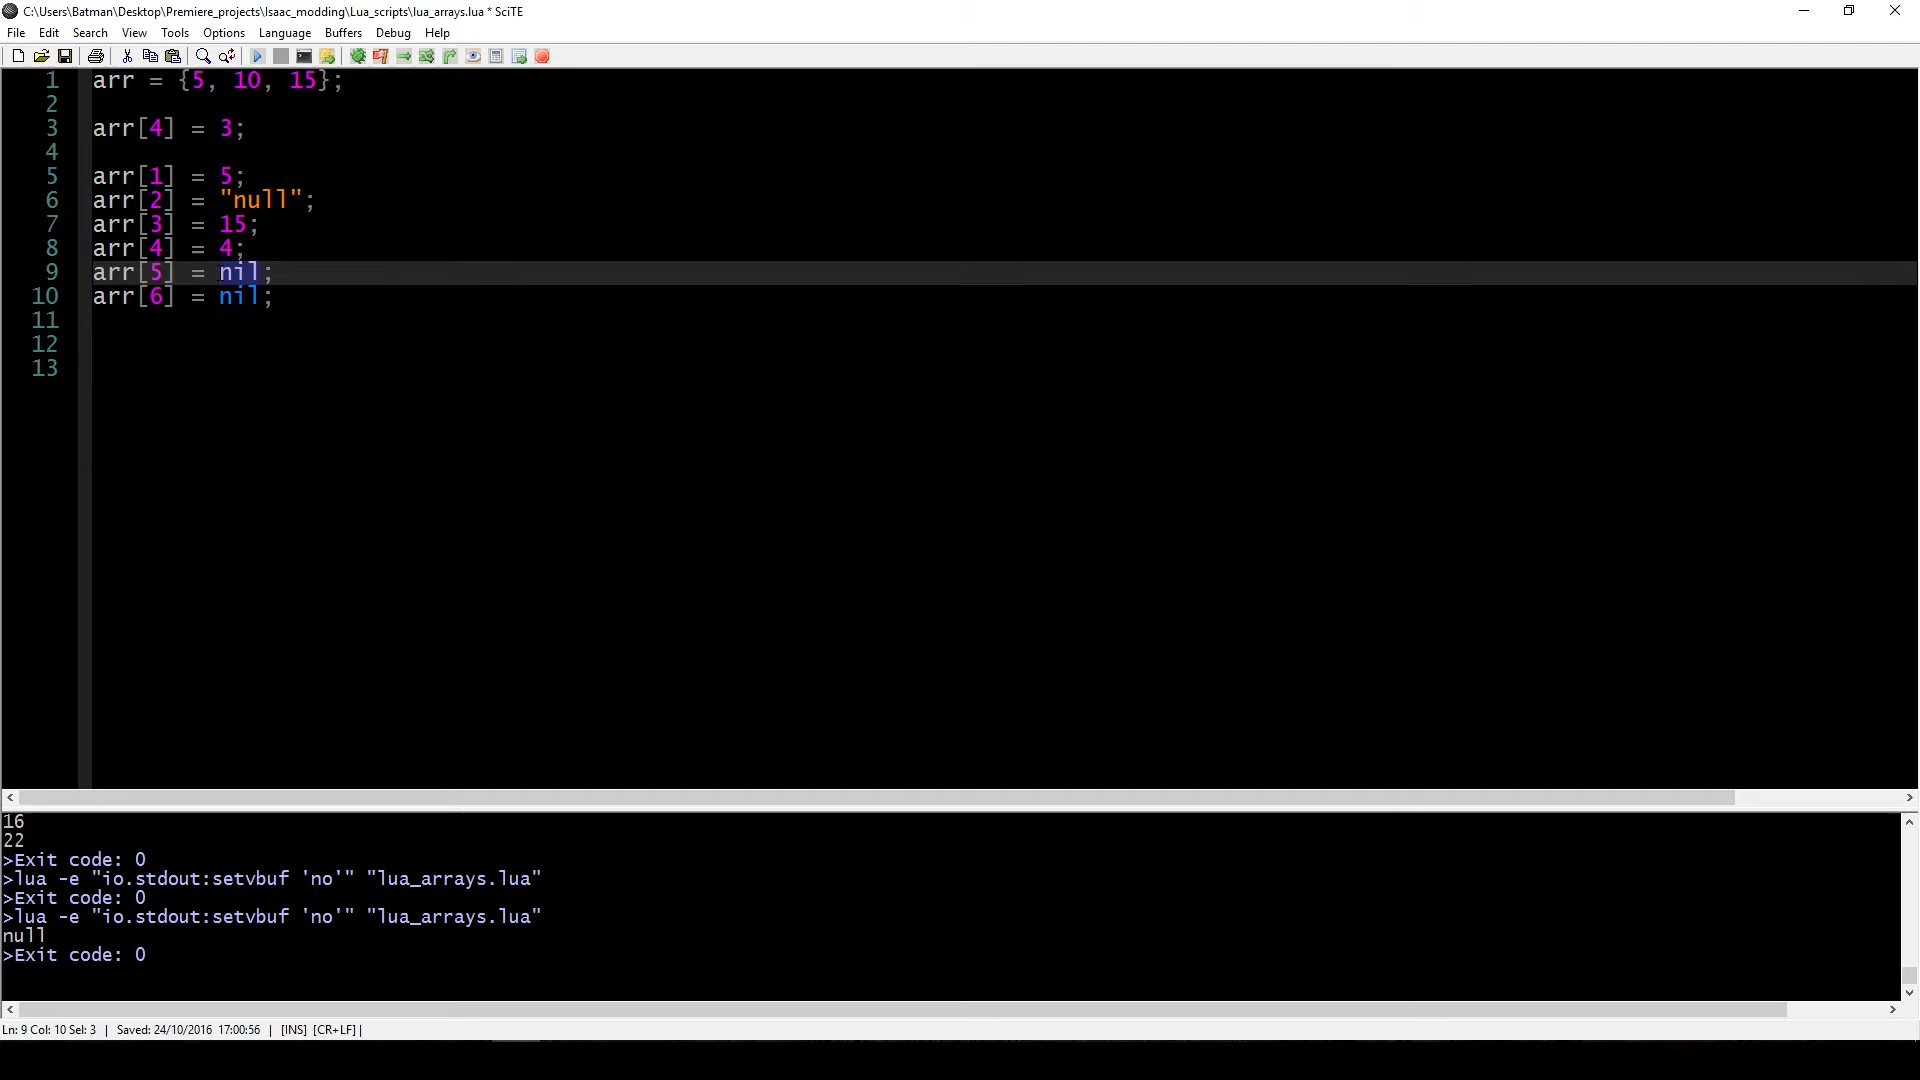 C:\Users\Batman\Desktop\Premiere_projects\Isaac_modding\Lua_scripts\lua_arrays.lua * SciTE
File Edit Search View Tools Options Language Buffers Debug Help
1 arr = {5, 10, 15};
2
3 arr[4] = 3;
4
5 arr[1] = 5;
6 arr[2] = "null";
7 arr[3] = 15;
8 arr[4] = 4;
9 arr[5] = nil;
10 arr[6] = nil;
11
12
13
16
22
>Exit code: 0
>lua -e "io.stdout:setvbuf 'no'" "lua_arrays.lua"
>Exit code: 0
>lua -e "io.stdout:setvbuf 'no'" "lua_arrays.lua"
null
>Exit code: 0
Ln: 9 Col: 10 Sel: 3 | Saved: 24/10/2016 17:00:56 | [INS] [CR+LF] |